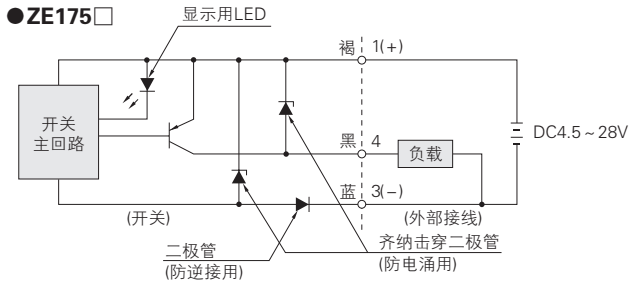 ●ZE175□
显示用LED
褐 1(+)
开关
主回路
黑 4
负载
DC4.5~28V
蓝 3(−)
(开关)
(外部接线)
二极管
(防逆接用)
齐纳击穿二极管
(防电涌用)